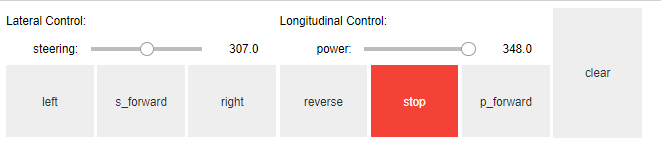 Lateral Control: Longitudinal Control:
steering: 307.0 power: 348.0
clear
left s_forward right reverse stop p_forward